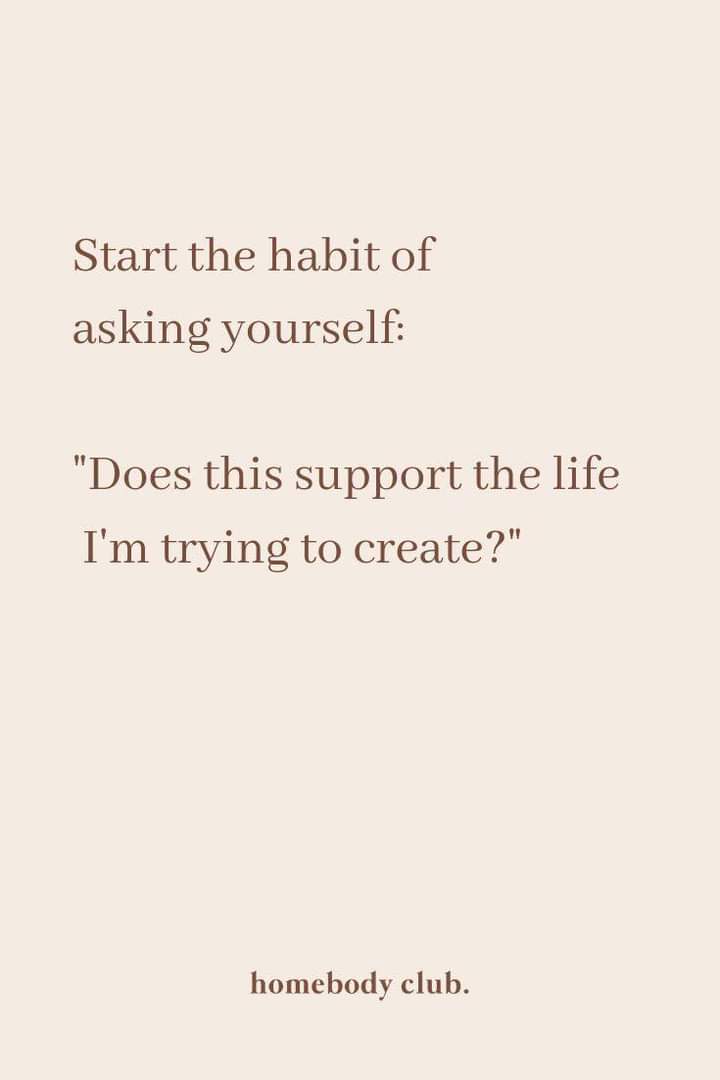 Start the habit of
asking yourself:
"Does this support the life
I'm trying to create?"
homebody club.